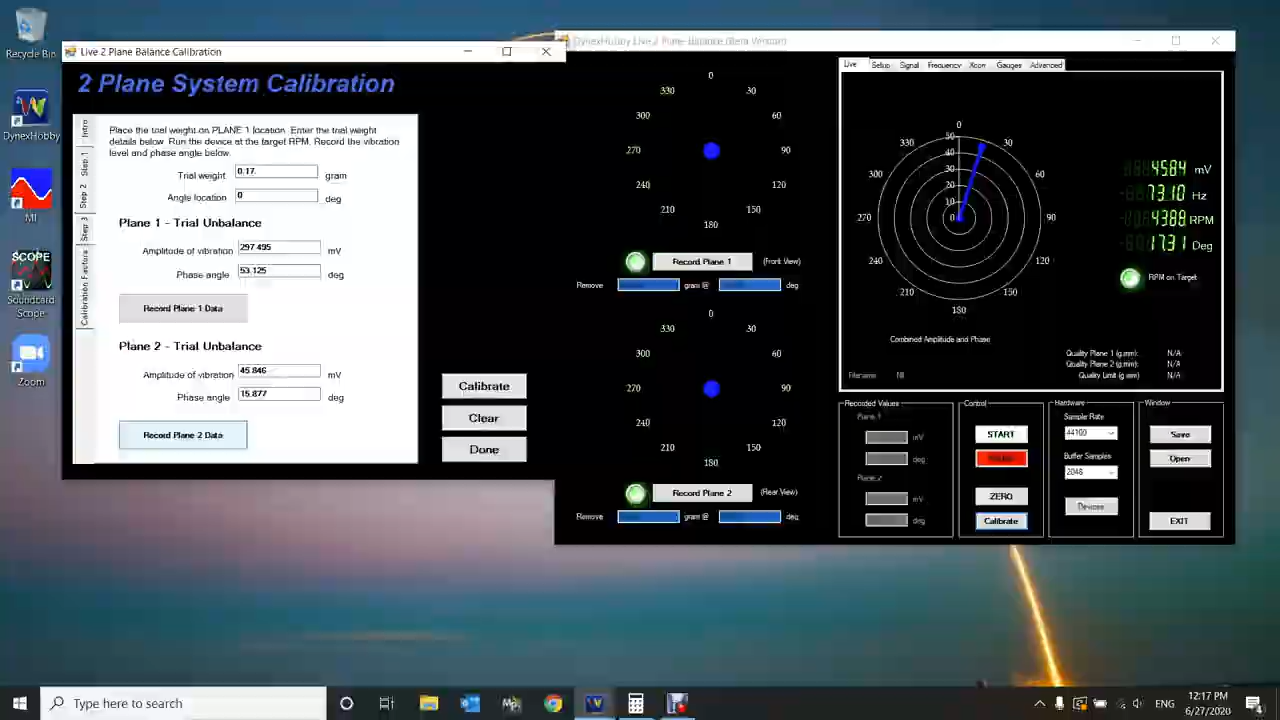 Recycle Bin
DynexHobby
MI
SCOPE
Soundcard
Scope
Zoom
Live 2 Plane Balance Calibration
2 Plane System Calibration
Intro
Step 1
Step 2
Step 3
Calibration Factors
Place the trial weight on PLANE 1 location. Enter the trial weight
details below. Run the device at the target RPM. Record the vibration
level and phase angle below.
Trial weight 0.17. gram
Angle location 0 deg
Plane 1 - Trial Unbalance
Amplitude of vibration 297.495 mV
Phase angle 53.125 deg
Record Plane 1 Data
Plane 2 - Trial Unbalance
Amplitude of vibration 45.846 mV
Phase angle 15.877 deg
Record Plane 2 Data
Calibrate
Clear
Done
DynexHobby Live 2 Plane Balance
0
330 30
300 60
270 90
240 120
210 150
180
Record Plane 1 (Front View)
Remove gram @ deg
0
330 30
300 60
270 90
240 120
210 150
180
Record Plane 2 (Rear View)
Remove gram @ deg
Live Setup Signal Frequency Xcorr Gauges Advanced
0
330 30
300 60
270 90
240 120
210 150
180
50
40
30
20
10
0
Combined Amplitude and Phase
4584 mV
73.10 Hz
4388 RPM
17.31 Deg
RPM on Target
Quality Plane 1 (g.mm): N/A
Quality Plane 2 (g.mm): N/A
Quality Limit (g.mm) N/A
Filename Nil
Recorded Values
Plane 1
mV
deg
Plane 2
mV
deg
Control
START
ZERO
Calibrate
Hardware
Sample Rate
44100
Buffer Samples
2048
Devices
Window
Save
Open
EXIT
Type here to search
ENG
12:17 PM
6/27/2020